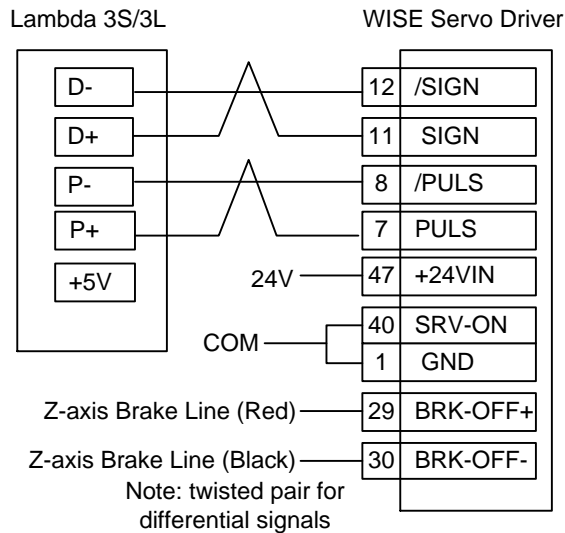 Lambda 3S/3L WISE Servo Driver
D- 12 /SIGN
D+ 11 SIGN
P- 8 /PULS
P+ 7 PULS
+5V 24V 47 +24VIN
40 SRV-ON
COM
1 GND
Z-axis Brake Line (Red) 29 BRK-OFF+
Z-axis Brake Line (Black) 30 BRK-OFF-
Note: twisted pair for
differential signals